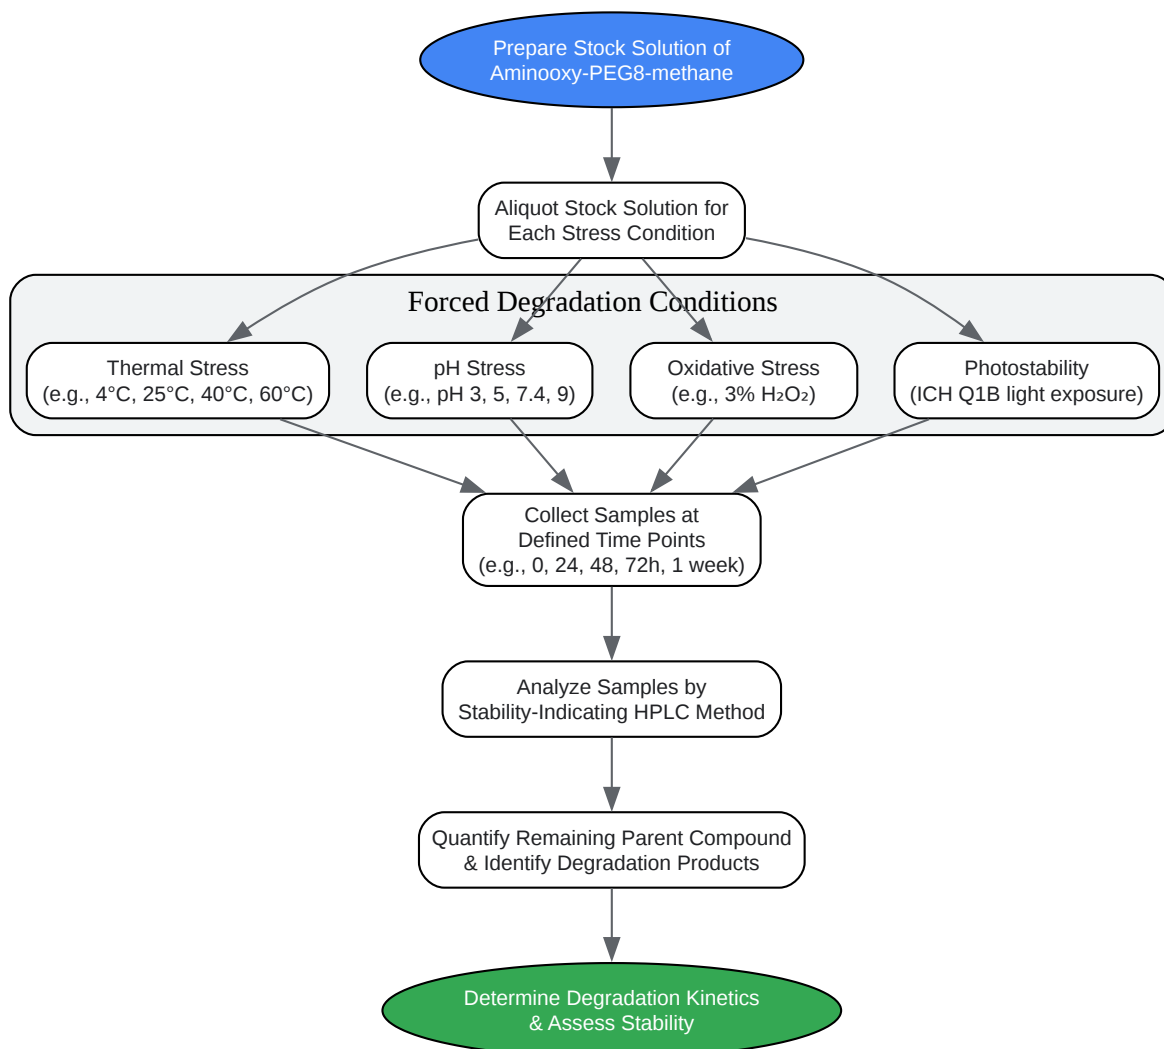 Prepare Stock Solution of
Aminooxy-PEG8-methane
Aliquot Stock Solution for
Each Stress Condition
Forced Degradation Conditions
Thermal Stress
(e.g., 4°C, 25°C, 40°C, 60°C)
pH Stress
(e.g., pH 3, 5, 7.4, 9)
Oxidative Stress
(e.g., 3% H₂O₂)
Photostability
(ICH Q1B light exposure)
Collect Samples at
Defined Time Points
(e.g., 0, 24, 48, 72h, 1 week)
Analyze Samples by
Stability-Indicating HPLC Method
Quantify Remaining Parent Compound
& Identify Degradation Products
Determine Degradation Kinetics
& Assess Stability